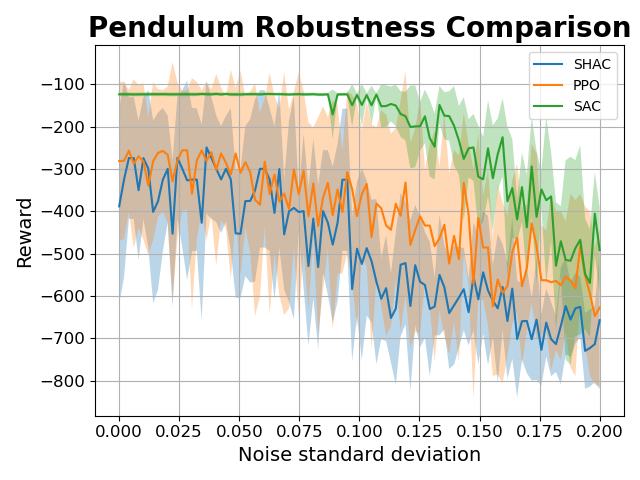 Pendulum Robustness Comparison
SHAC
PPO
SAC
−100
−200
−300
−400
−500
−600
−700
−800
Reward
0.000 0.025 0.050 0.075 0.100 0.125 0.150 0.175 0.200
Noise standard deviation